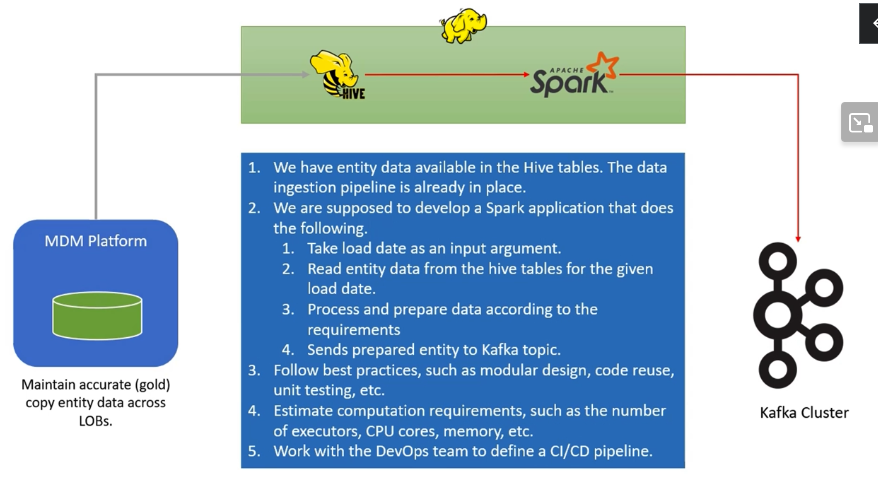 HIVE
APACHE
Spark
1. We have entity data available in the Hive tables. The data
ingestion pipeline is already in place.
2. We are supposed to develop a Spark application that does
the following.
1. Take load date as an input argument.
2. Read entity data from the hive tables for the given
load date.
3. Process and prepare data according to the
requirements
4. Sends prepared entity to Kafka topic.
3. Follow best practices, such as modular design, code reuse,
unit testing, etc.
4. Estimate computation requirements, such as the number
of executors, CPU cores, memory, etc.
5. Work with the DevOps team to define a CI/CD pipeline.
MDM Platform
Maintain accurate (gold)
copy entity data across
LOBs.
Kafka Cluster